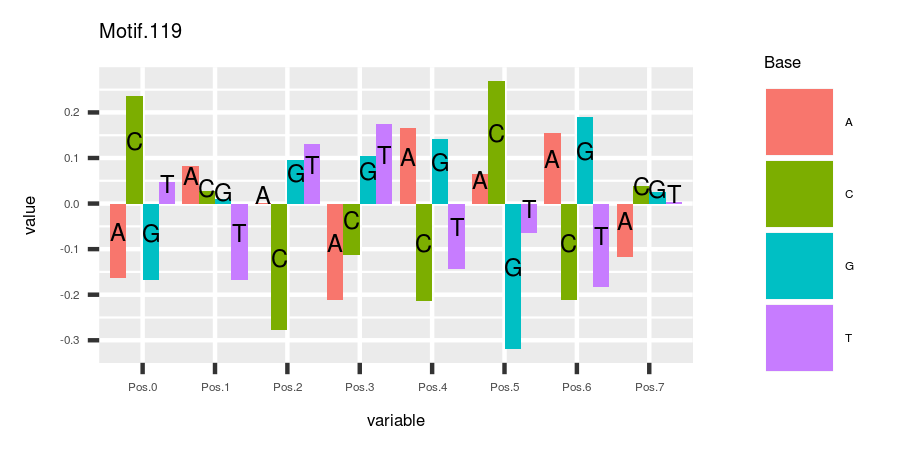 Motif.119
Base
A
C
G
T
value
0.2
0.1
0.0
-0.1
-0.2
-0.3
A C G T A C G T A C G T A C G T A C G T A C G T A C G T A C G T
Pos.0 Pos.1 Pos.2 Pos.3 Pos.4 Pos.5 Pos.6 Pos.7
variable